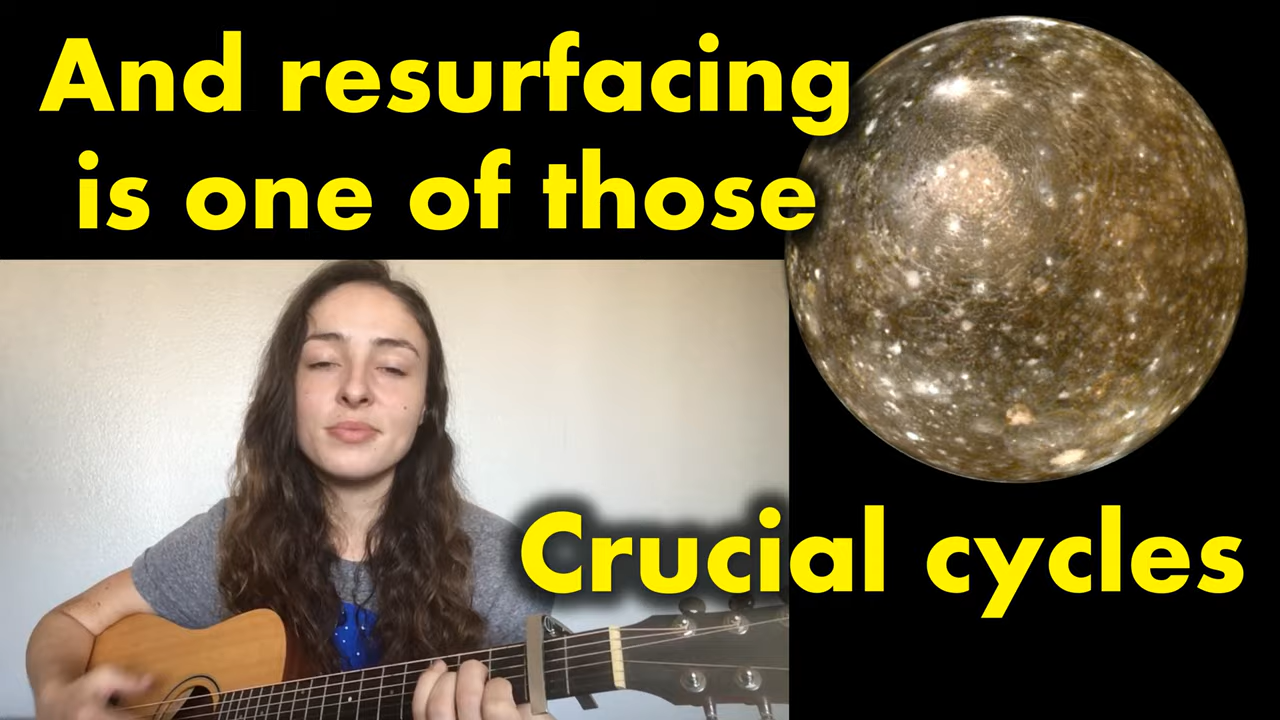 And resurfacing
is one of those
Crucial cycles